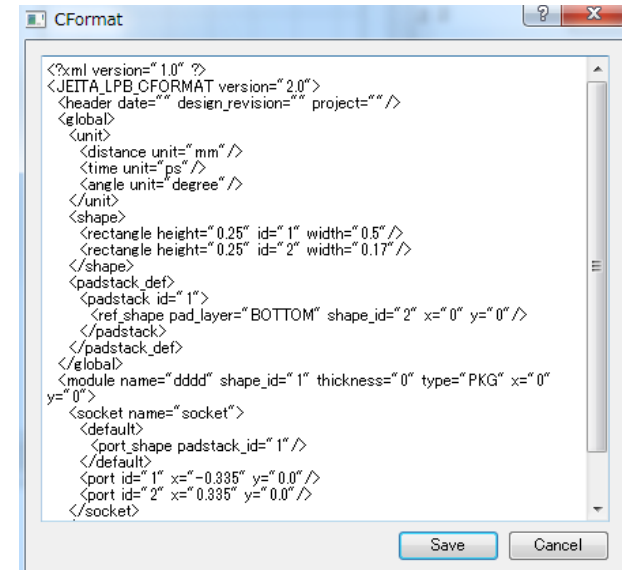 CFormat
<?xml version="1.0" ?>
<JEITA_LPB_CFORMAT version="2.0">
  <header date="" design_revision="" project=""/>
  <global>
    <unit>
      <distance unit="mm"/>
      <time unit="ps"/>
      <angle unit="degree"/>
    </unit>
    <shape>
      <rectangle height="0.25" id="1" width="0.5"/>
      <rectangle height="0.25" id="2" width="0.17"/>
    </shape>
    <padstack_def>
      <padstack id="1">
        <ref_shape pad_layer="BOTTOM" shape_id="2" x="0" y="0"/>
      </padstack>
    </padstack_def>
  </global>
  <module name="dddd" shape_id="1" thickness="0" type="PKG" x="0"
y="0">
    <socket name="socket">
      <default>
        <port_shape padstack_id="1"/>
      </default>
      <port id="1" x="-0.335" y="0.0"/>
      <port id="2" x="0.335" y="0.0"/>
    </socket>
Save
Cancel